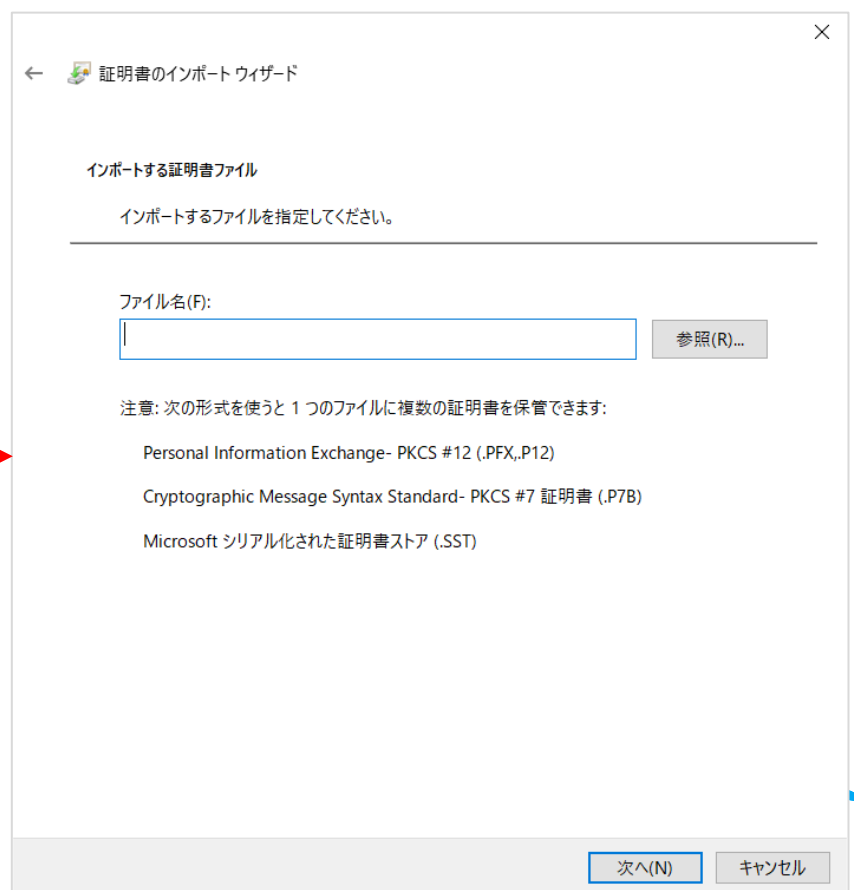 証明書のインポート ウィザード
インポートする証明書ファイル
インポートするファイルを指定してください。
ファイル名(F):
参照(R)...
注意: 次の形式を使うと 1 つのファイルに複数の証明書を保管できます:
Personal Information Exchange- PKCS #12 (.PFX,.P12)
Cryptographic Message Syntax Standard- PKCS #7 証明書 (.P7B)
Microsoft シリアル化された証明書ストア (.SST)
次へ(N)
キャンセル